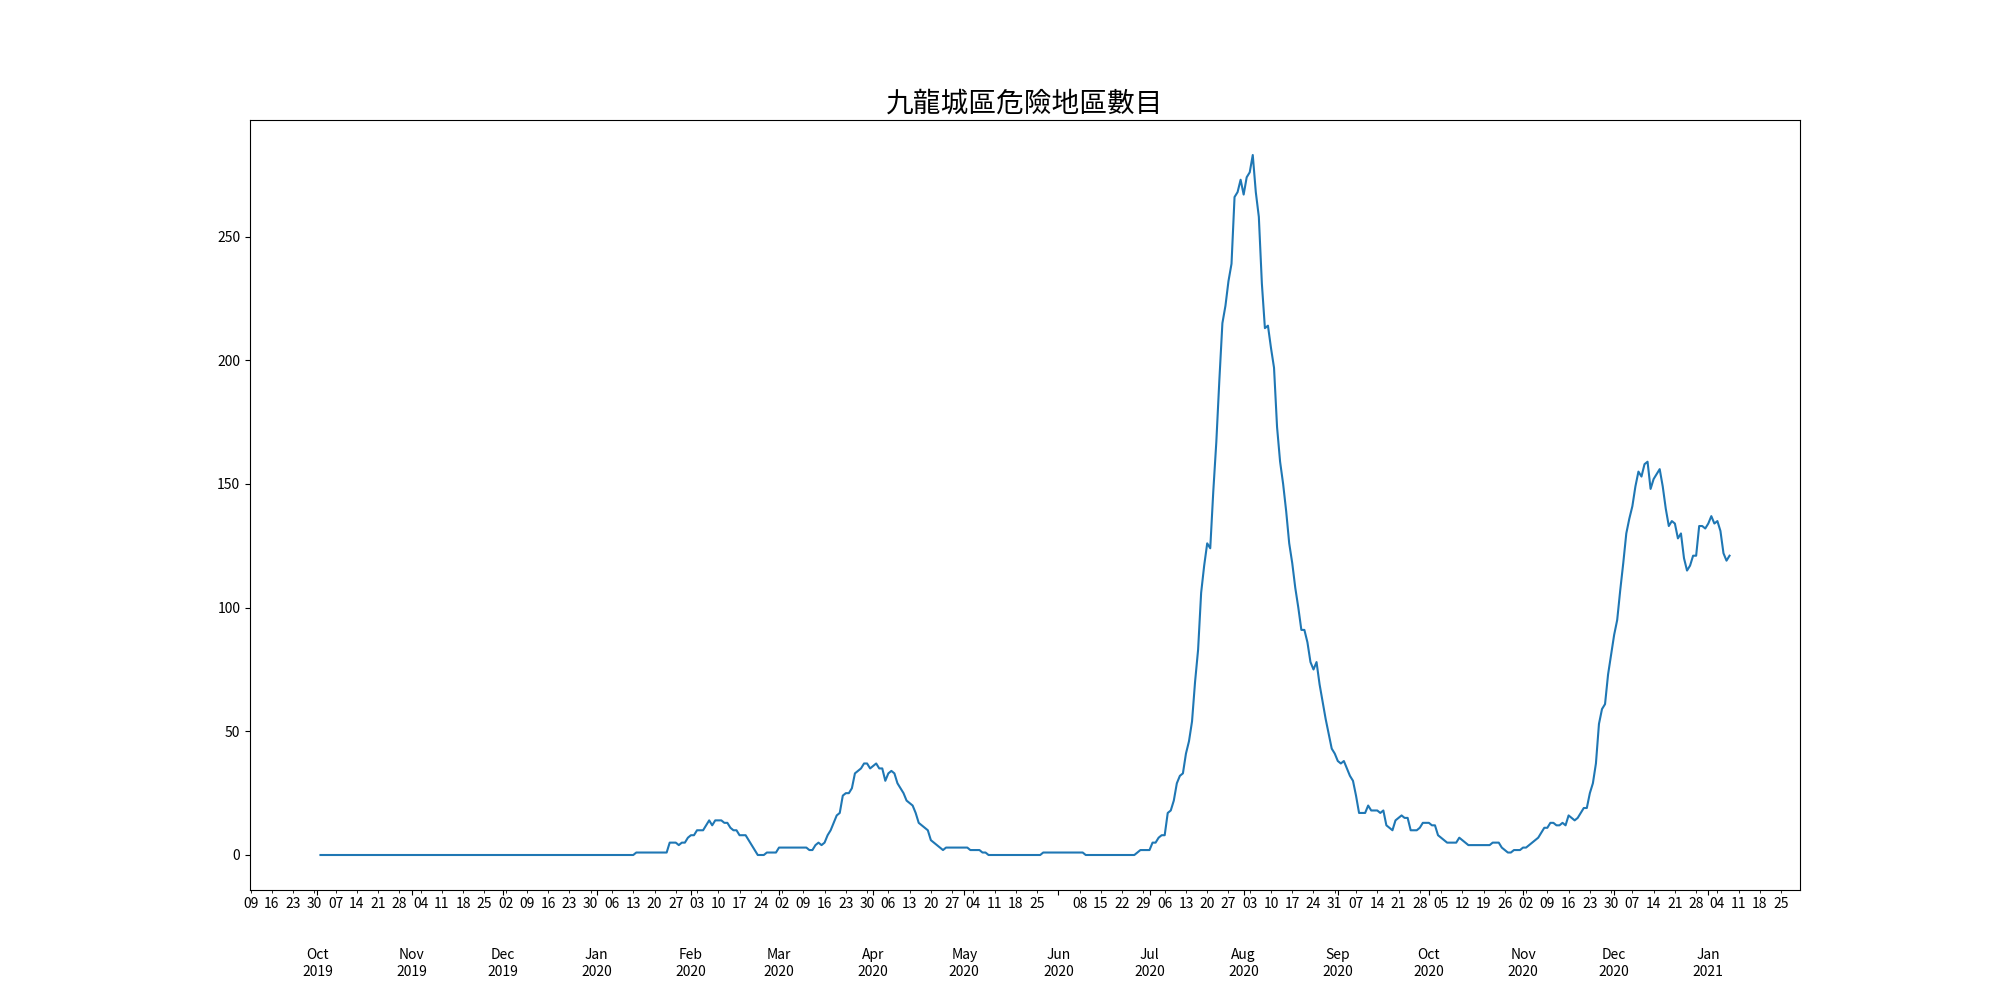 九龍城區危險地區數目
250
200
150
100
50
0
09 16 23 30 07 14 21 28 04 11 18 25 02 09 16 23 30 06 13 20 27 03 10 17 24 02 09 16 23 30 06 13 20 27 04 11 18 25 08 15 22 29 06 13 20 27 03 10 17 24 31 07 14 21 28 05 12 19 26 02 09 16 23 30 07 14 21 28 04 11 18 25
Oct Nov Dec Jan Feb Mar Apr May Jun Jul Aug Sep Oct Nov Dec Jan
2019 2019 2019 2020 2020 2020 2020 2020 2020 2020 2020 2020 2020 2020 2020 2021